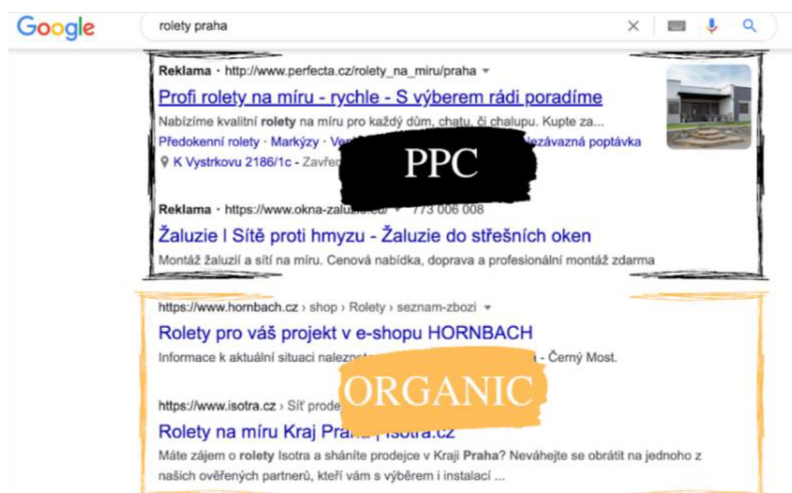 Google
rolety praha
Reklama · http://www.perfecta.cz/rolety_na_miru/praha
Profi rolety na míru - rychle - S výberem rádi poradíme
Nabízíme kvalitní rolety na míru pro každý dům, chatu, či chalupu. Kupte za...
Předokenní rolety · Markýzy · Nezávazná poptávka
K Vystrkovu 2186/1c -
PPC
Reklama · https://www.okna-zaluzie.eu/ 773 006 008
Žaluzie I Sítě proti hmyzu - Žaluzie do střešních oken
Montáž žaluzií a sítí na míru. Cenová nabídka, doprava a profesionální montáž zdarma
https://www.hornbach.cz › shop › Rolety › seznam-zbozi
Rolety pro váš projekt v e-shopu HORNBACH
Informace k aktuální situaci - Černý Most.
ORGANIC
https://www.isotra.cz › Síť
Rolety na míru Kraj Praha | isotra.cz
Máte zájem o rolety Isotra a sháníte prodejce v Kraji Praha? Neváhejte se obrátit na jednoho z
našich ověřených partnerů, kteří vám s výběrem i instalací ...